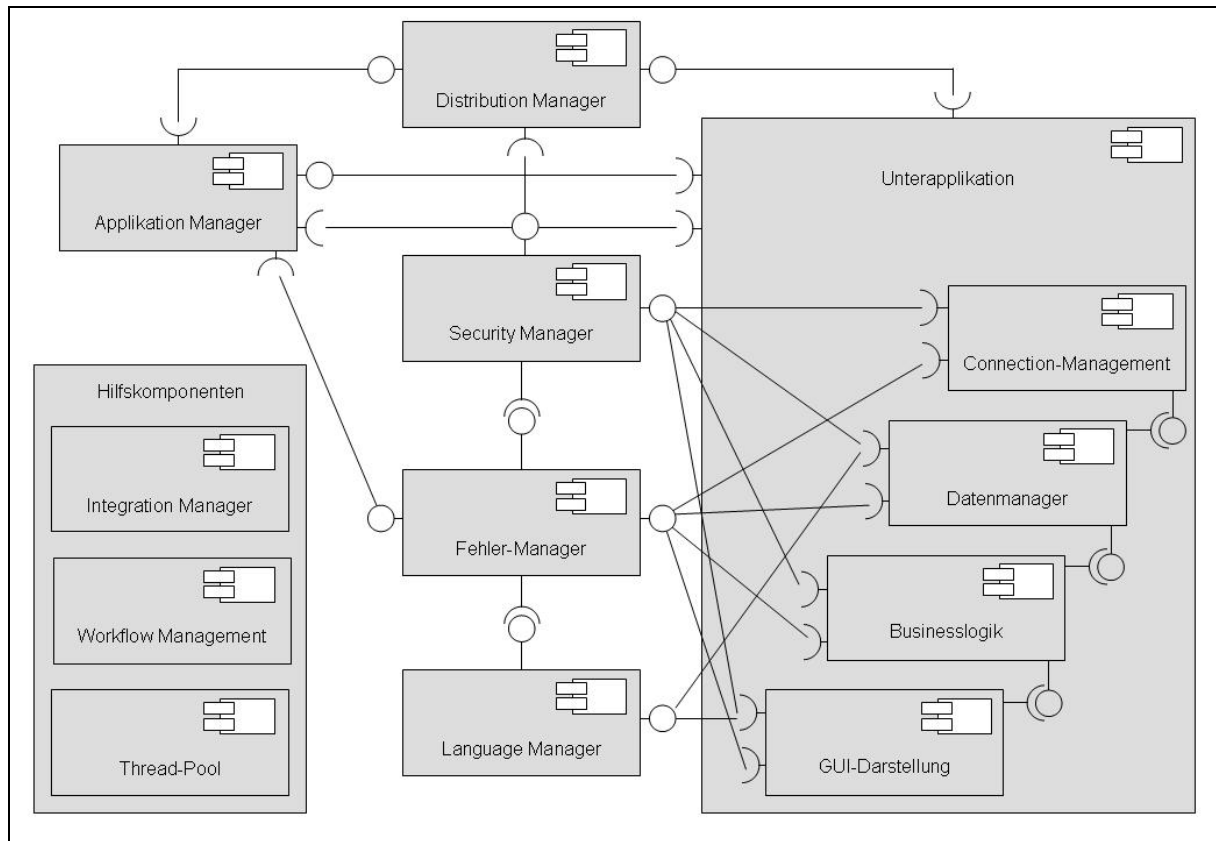 Distribution Manager
Applikation Manager
Unterapplikation
Security Manager
Connection-Management
Hilfskomponenten
Integration Manager
Datenmanager
Fehler-Manager
Workflow Management
Businesslogik
Language Manager
Thread-Pool
GUI-Darstellung